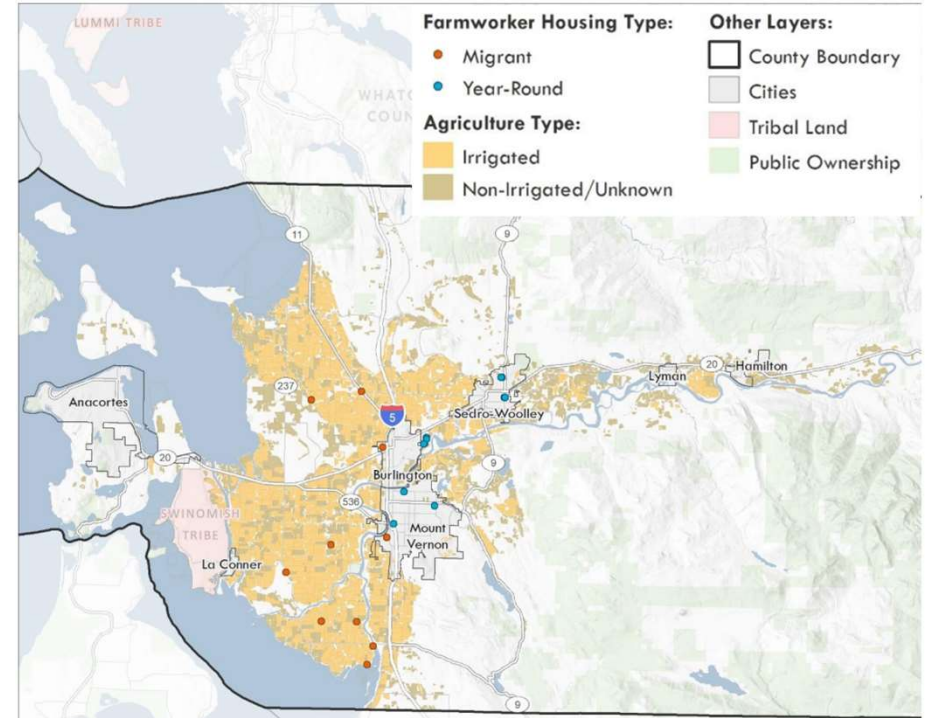 LUMMI TRIBE
Farmworker Housing Type:
Migrant
Year-Round
Agriculture Type:
Irrigated
Non-Irrigated/Unknown
Other Layers:
County Boundary
Cities
Tribal Land
Public Ownership
11
9
237
Anacortes
5
Sedro-Woolley
Lyman
20
Hamilton
20
Burlington
9
536
SWINOMISH
TRIBE
Mount
Vernon
La Conner
9